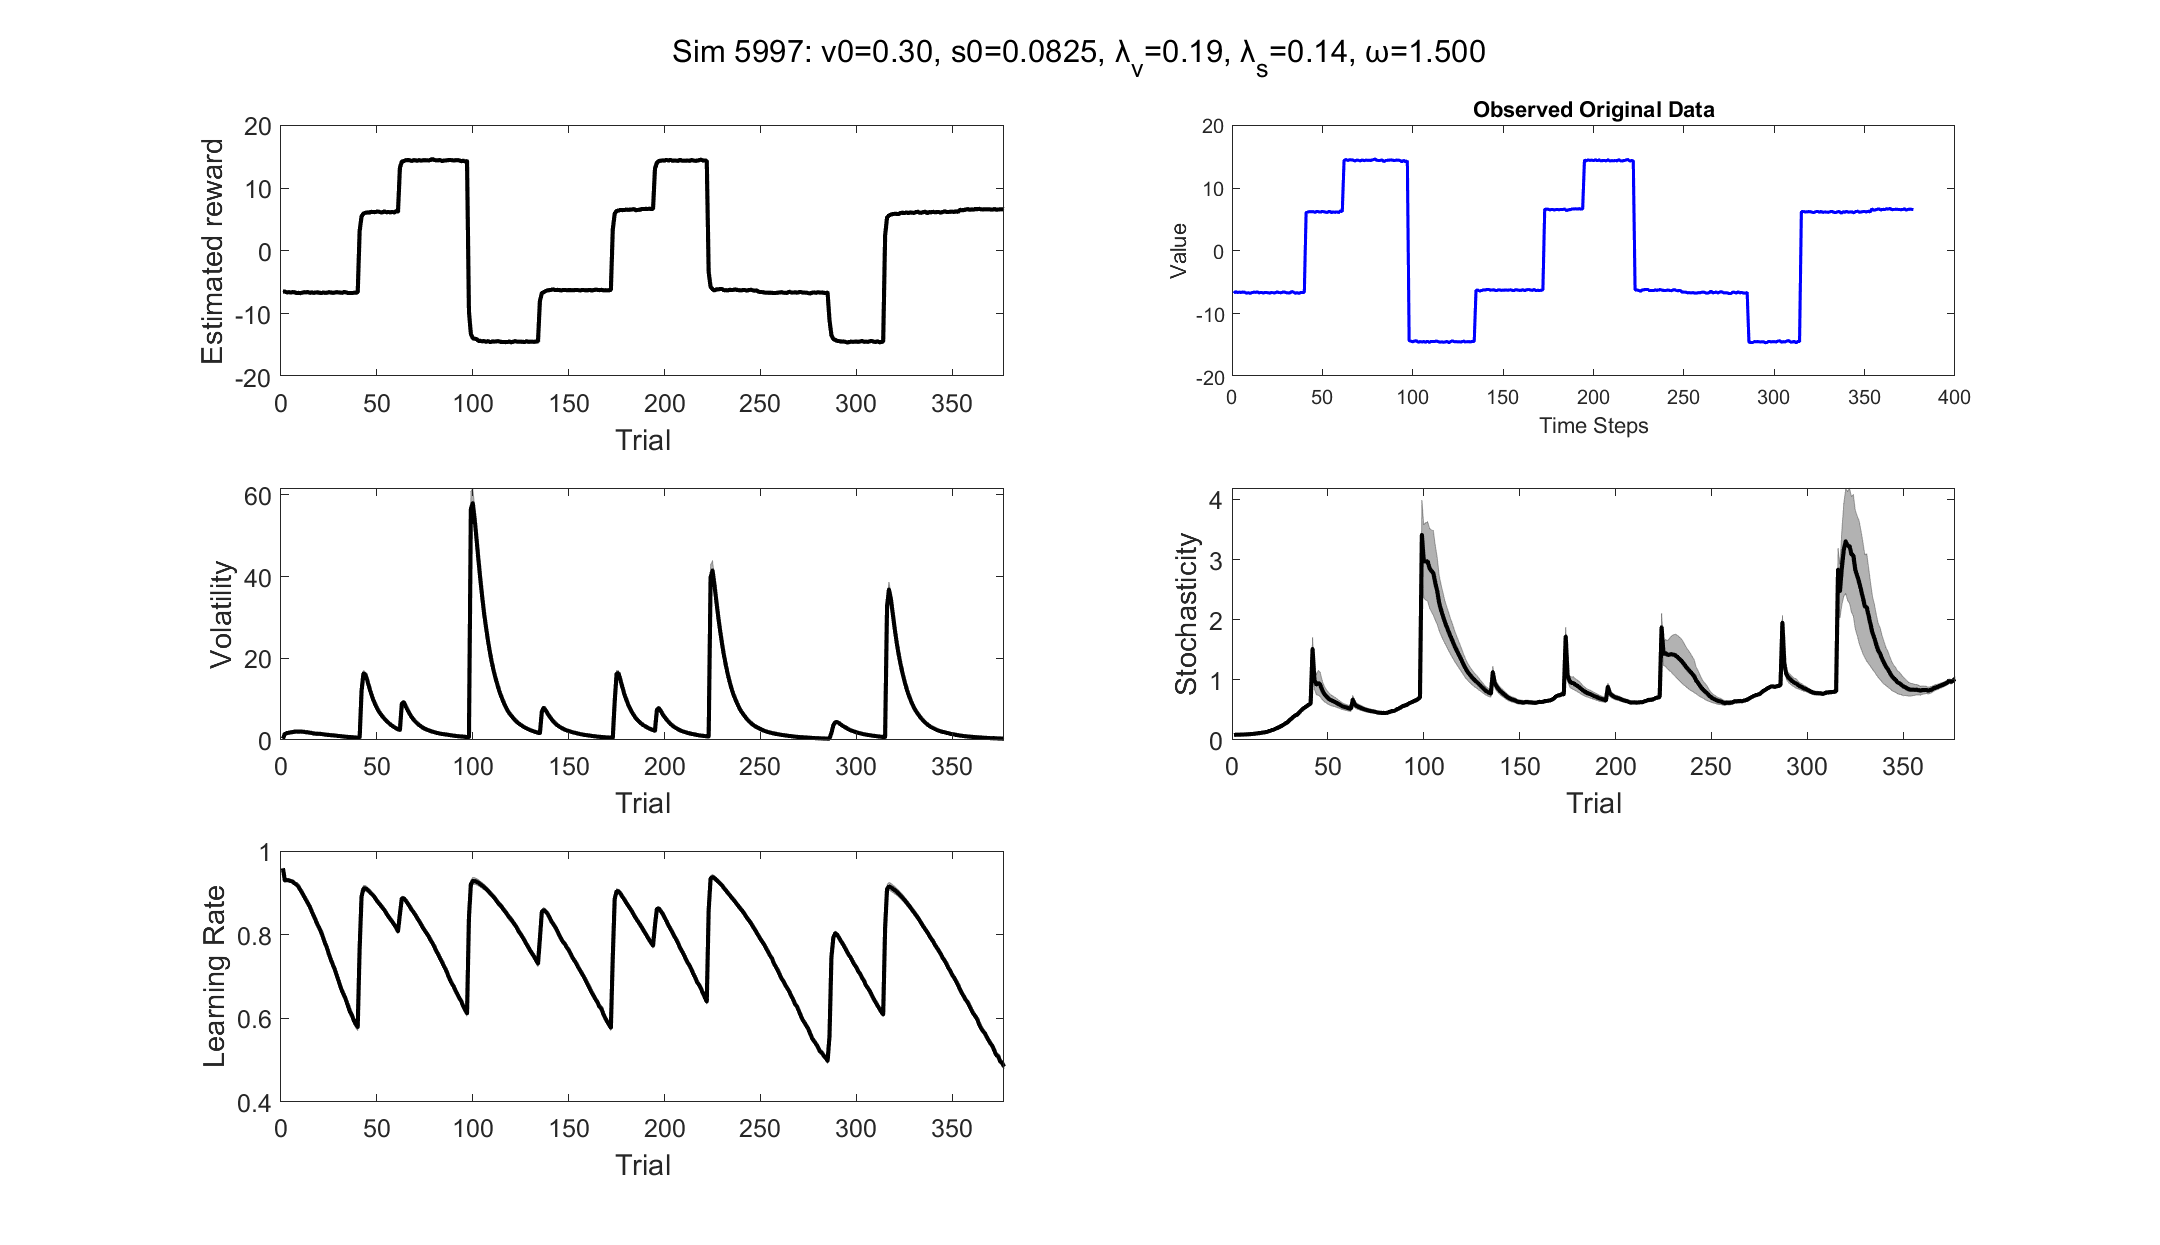 Sim 5997: v0=0.30, s0=0.0825, λv=0.19, λs=0.14, ω=1.500
20
10
0
-10
-20
Estimated reward
0 50 100 150 200 250 300 350
Trial
Observed Original Data
20
10
0
-10
-20
Value
0 50 100 150 200 250 300 350 400
Time Steps
60
40
20
0
Volatility
0 50 100 150 200 250 300 350
Trial
4
3
2
1
0
Stochasticity
0 50 100 150 200 250 300 350
Trial
1
0.8
0.6
0.4
Learning Rate
0 50 100 150 200 250 300 350
Trial